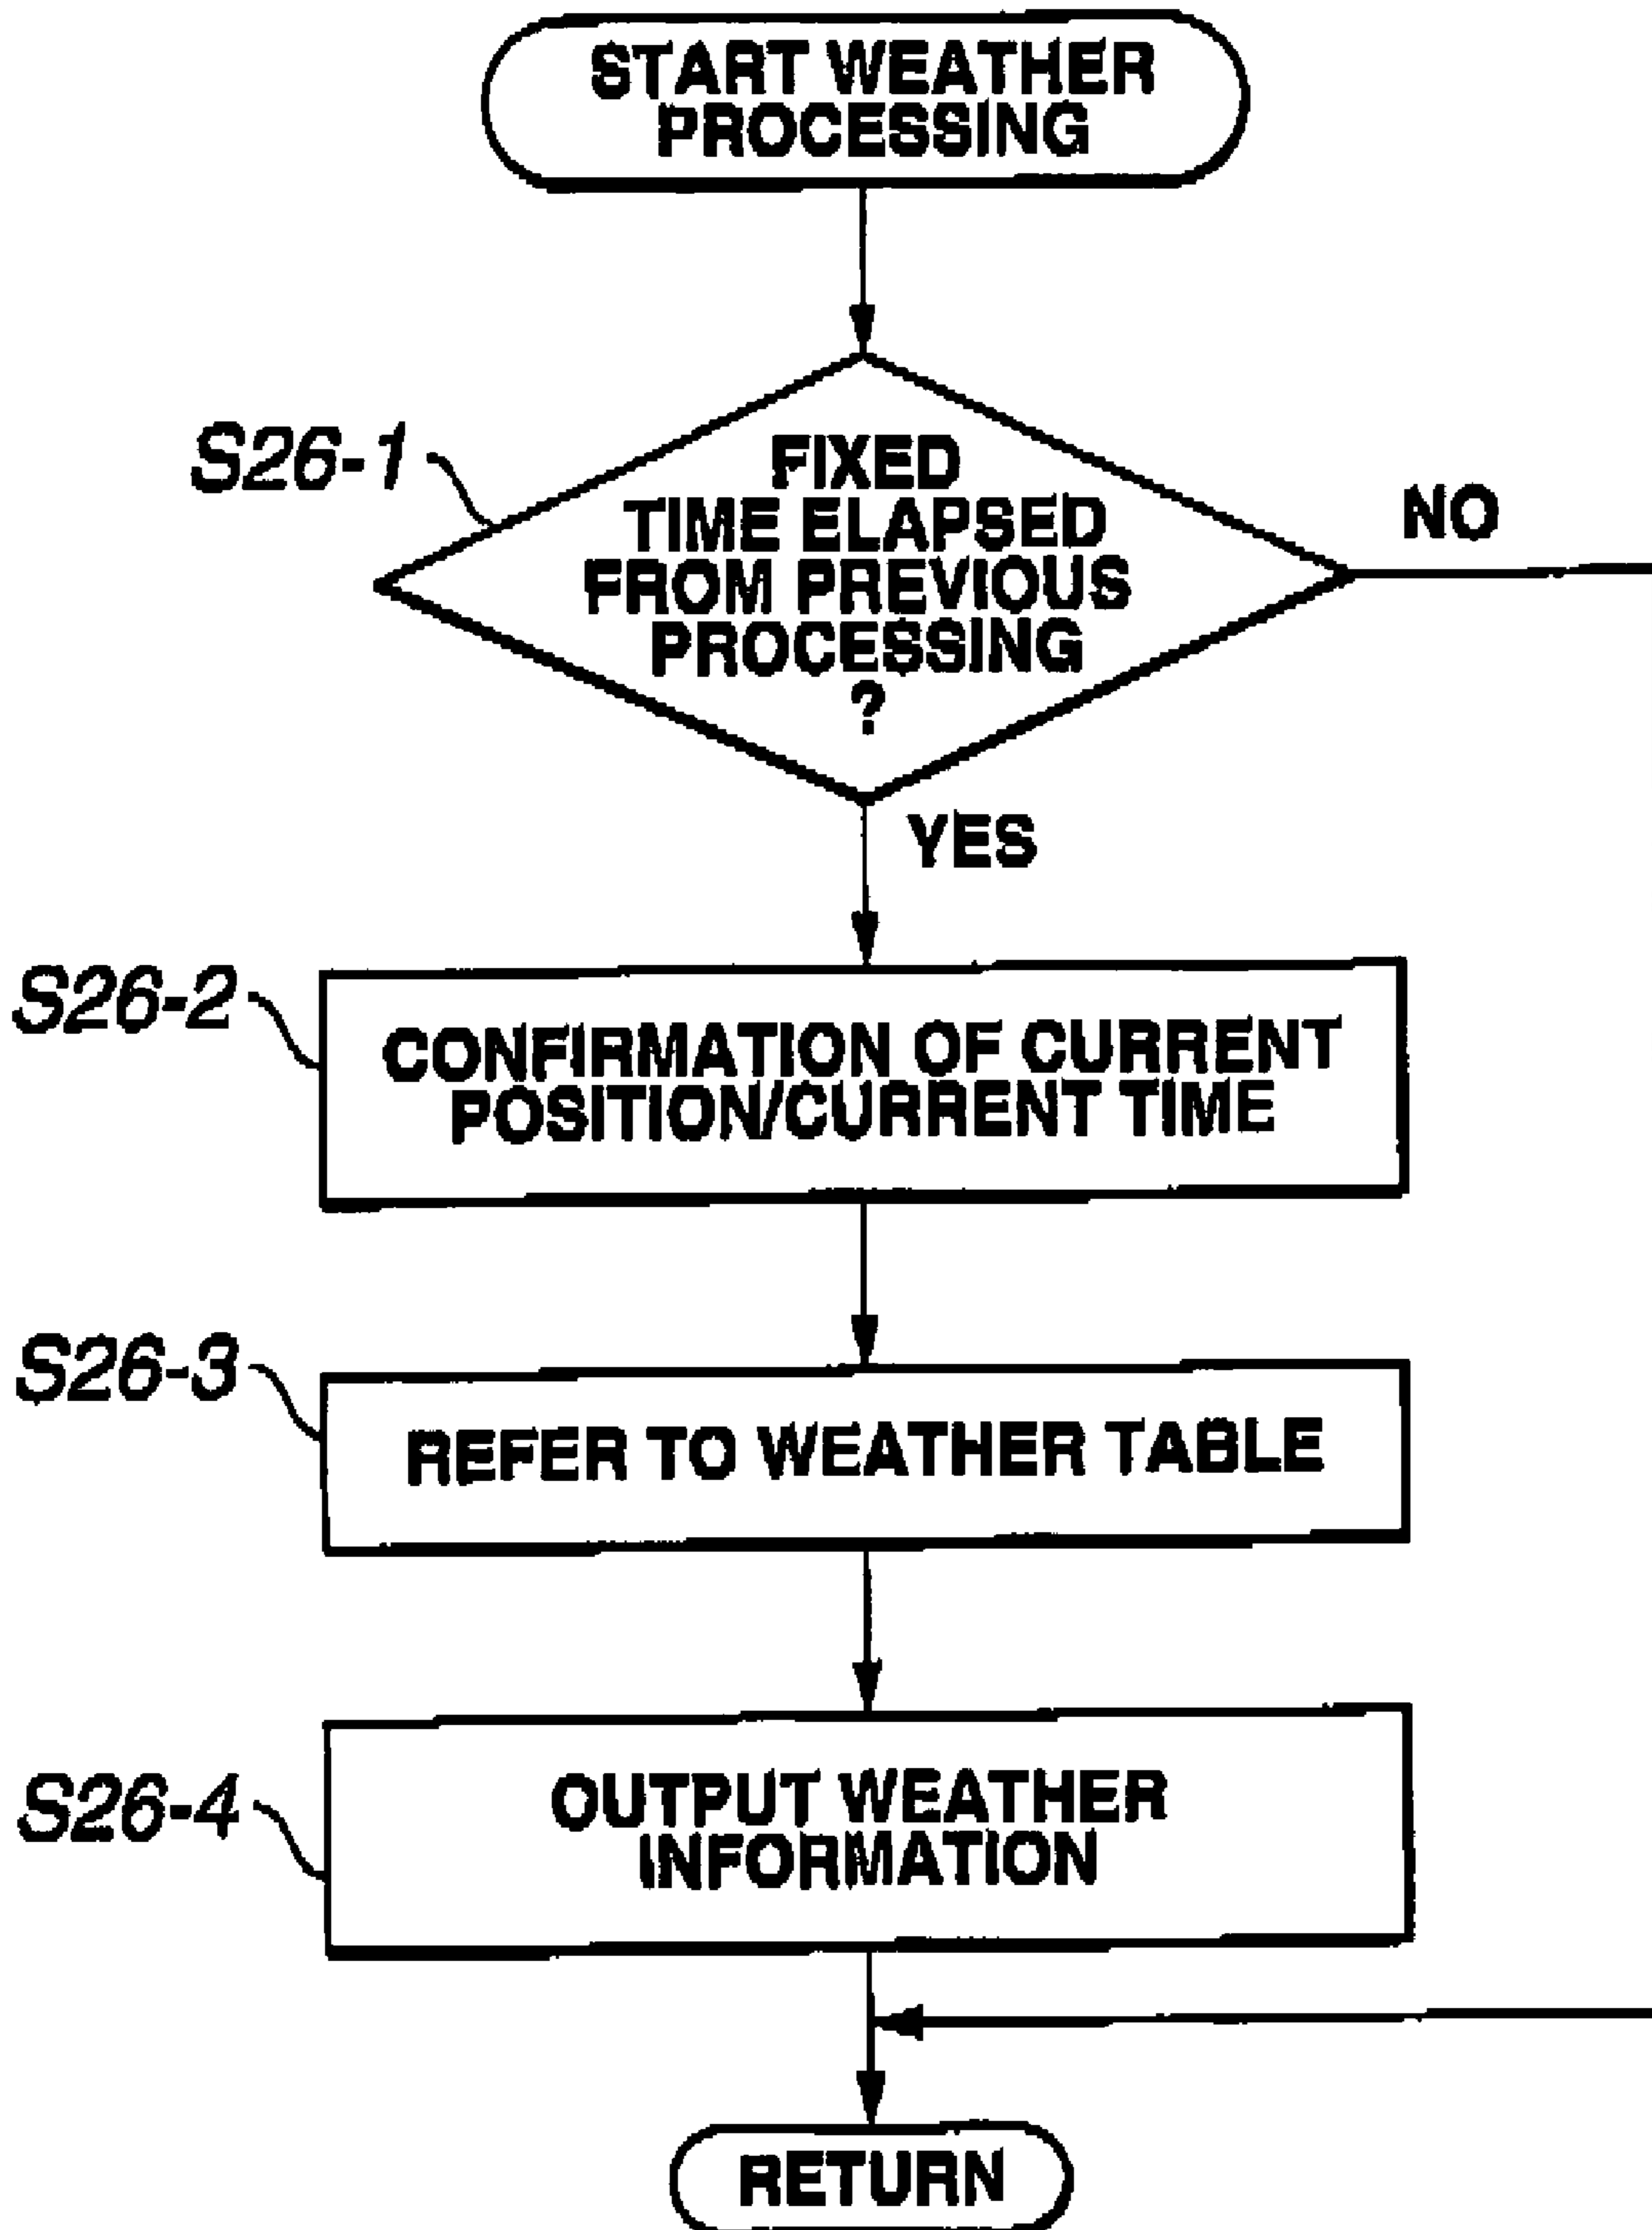 START WEATHER
PROCESSING
S26-1
FIXED
TIME ELAPSED
FROM PREVIOUS
PROCESSING
?
NO
YES
S26-2
CONFIRMATION OF CURRENT
POSITION/CURRENT TIME
S26-3
REFER TO WEATHER TABLE
S26-4
OUTPUT WEATHER
INFORMATION
RETURN